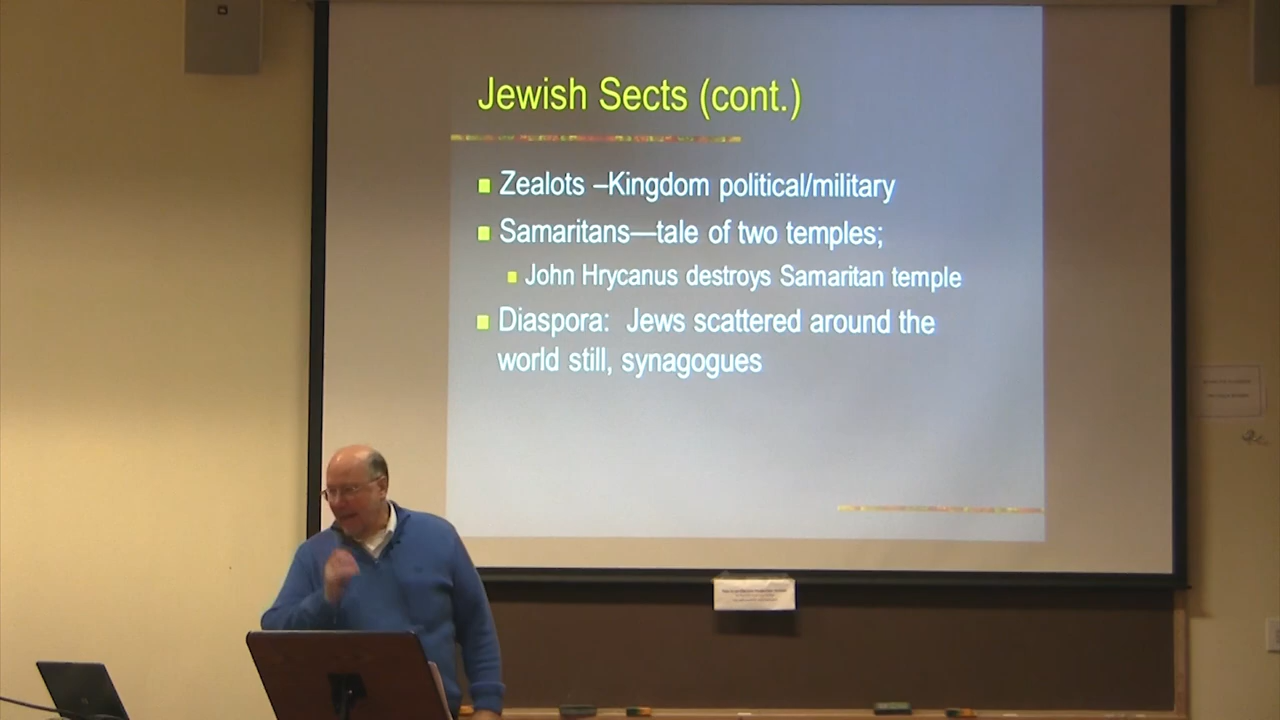 Jewish Sects (cont.)
Zealots –Kingdom political/military
Samaritans—tale of two temples;
John Hrycanus destroys Samaritan temple
Diaspora: Jews scattered around the
world still, synagogues